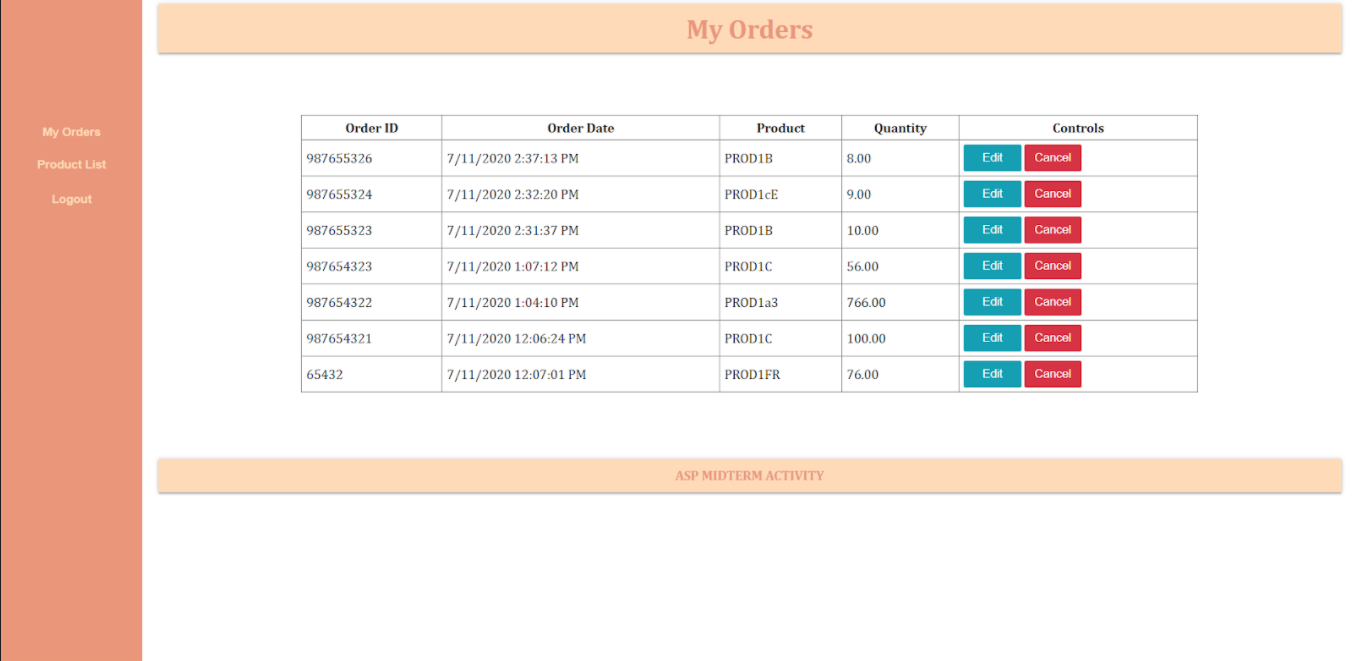 My Orders
My Orders
Product List
Logout
Order ID Order Date Product Quantity Controls
987655326 7/11/2020 2:37:13 PM PROD1B 8.00 Edit Cancel
987655324 7/11/2020 2:32:20 PM PROD1cE 9.00 Edit Cancel
987655323 7/11/2020 2:31:37 PM PROD1B 10.00 Edit Cancel
987654323 7/11/2020 1:07:12 PM PROD1C 56.00 Edit Cancel
987654322 7/11/2020 1:04:10 PM PROD1a3 766.00 Edit Cancel
987654321 7/11/2020 12:06:24 PM PROD1C 100.00 Edit Cancel
65432 7/11/2020 12:07:01 PM PROD1FR 76.00 Edit Cancel
ASP MIDTERM ACTIVITY